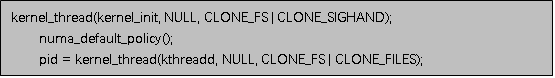 kernel_thread(kernel_init, NULL, CLONE_FS | CLONE_SIGHAND);
numa_default_policy();
pid = kernel_thread(kthreadd, NULL, CLONE_FS | CLONE_FILES);